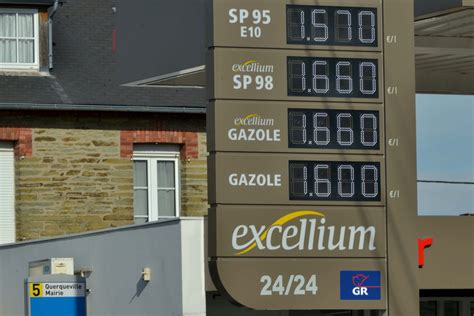 SP 95
E10
1.570
€/l
excellium
SP 98
1.660
€/l
excellium
GAZOLE
1.660
€/l
GAZOLE
1.600
€/l
excellium
24/24
GR
5
Querqueville
Mairie